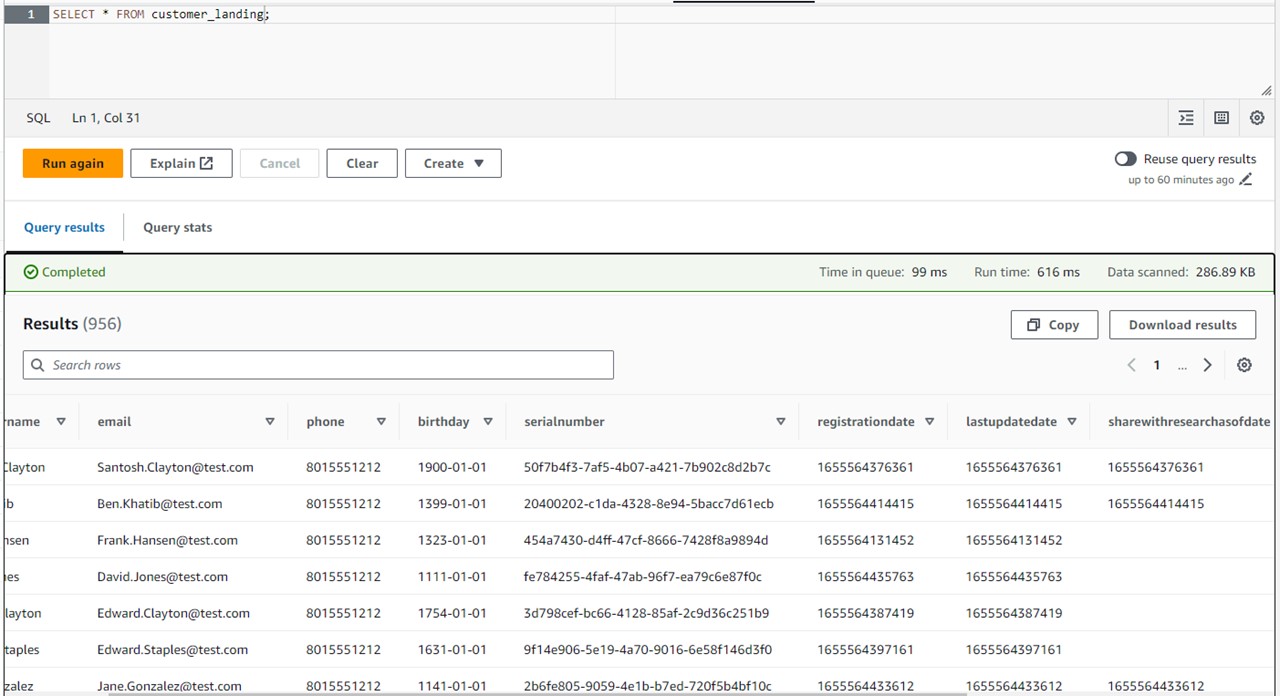 1 SELECT * FROM customer_landing;
SQL Ln 1, Col 31
Run again Explain Cancel Clear Create Reuse query results
up to 60 minutes ago
Query results Query stats
Completed Time in queue: 99 ms Run time: 616 ms Data scanned: 286.89 KB
Results (956) Copy Download results
Search rows 1 ...
rname email phone birthday serialnumber registrationdate lastupdatedate sharewithresearchasofdate
Clayton Santosh.Clayton@test.com 8015551212 1900-01-01 50f7b4f3-7af5-4b07-a421-7b902c8d2b7c 1655564376361 1655564376361 1655564376361
ib Ben.Khatib@test.com 8015551212 1399-01-01 20400202-c1da-4328-8e94-5bacc7d61ecb 1655564414415 1655564414415 1655564414415
nsen Frank.Hansen@test.com 8015551212 1323-01-01 454a7430-d4ff-47cf-8666-7428f8a9894d 1655564131452 1655564131452
nes David.Jones@test.com 8015551212 1111-01-01 fe784255-4faf-47ab-96f7-ea79c6e87f0c 1655564435763 1655564435763
layton Edward.Clayton@test.com 8015551212 1754-01-01 3d798cef-bc66-4128-85af-2c9d36c251b9 1655564387419 1655564387419
taples Edward.Staples@test.com 8015551212 1631-01-01 9f14e906-5e19-4a70-9016-6e58f146d3f0 1655564397161 1655564397161
zalez Jane.Gonzalez@test.com 8015551212 1141-01-01 2b6fe805-9059-4e1b-b7ed-720f5b4bf10c 1655564433612 1655564433612 1655564433612